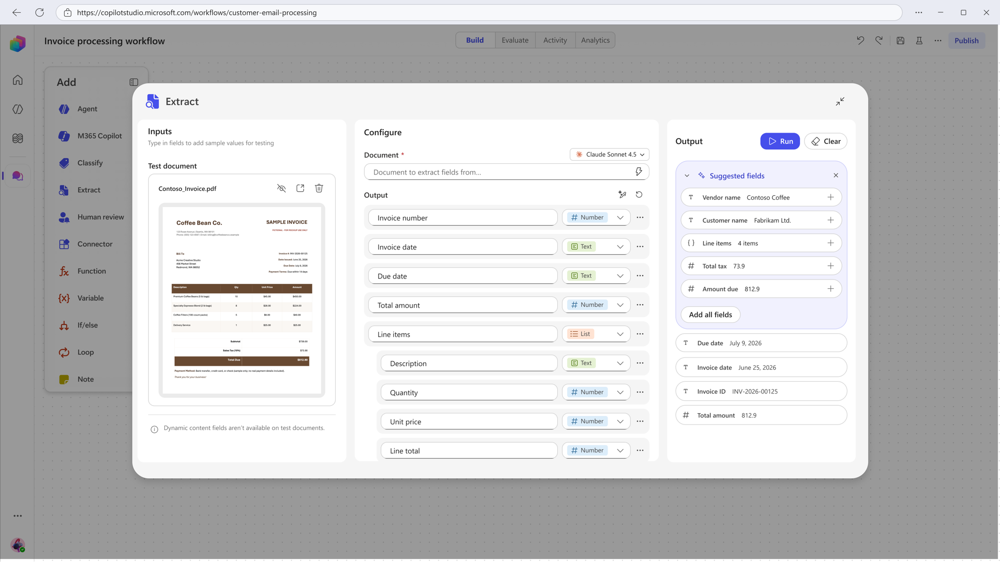 https://copilotstudio.microsoft.com/workflows/customer-email-processing
Invoice processing workflow
Build
Evaluate
Activity
Analytics
Publish
Add
Agent
M365 Copilot
Classify
Extract
Human review
Connector
Function
Variable
If/else
Loop
Note
Extract
Inputs
Type in fields to add sample values for testing
Test document
Contoso_Invoice.pdf
Coffee Bean Co.
SAMPLE INVOICE
123 Roast Avenue | Seattle, WA 98101
FICTIONAL - FOR MOCKUP USE ONLY
Phone: (555) 123-4567 | Email: billing@coffeebeanco.example
Bill To
Invoice #: INV-2026-00125
Acme Creative Studio
Date Issued: June 25, 2026
456 Market Street
Redmond, WA 98052
Due Date: July 9, 2026
Payment Terms: Due within 14 days
Description Qty Unit Price Amount
Premium Coffee Beans (5 lb bags) 10 $45.00 $450.00
Specialty Espresso Blend (2 lb bags) 8 $28.00 $224.00
Coffee Filters (100-count packs) 5 $8.00 $40.00
Delivery Service 1 $25.00 $25.00
Subtotal $739.00
Sales Tax (10%) $73.90
Total Due $812.90
Payment Method: Bank transfer, credit card, or check (sample only; no real payment details included).
Thank you for your business!
Dynamic content fields aren't available on test documents.
Configure
Document *
Claude Sonnet 4.5
Document to extract fields from...
Output
Invoice number # Number
Invoice date Text
Due date Text
Total amount # Number
Line items List
Description Text
Quantity # Number
Unit price # Number
Line total # Number
Output
Run
Clear
Suggested fields
T Vendor name Contoso Coffee
T Customer name Fabrikam Ltd.
{ } Line items 4 items
# Total tax 73.9
# Amount due 812.9
Add all fields
T Due date July 9, 2026
T Invoice date June 25, 2026
T Invoice ID INV-2026-00125
# Total amount 812.9